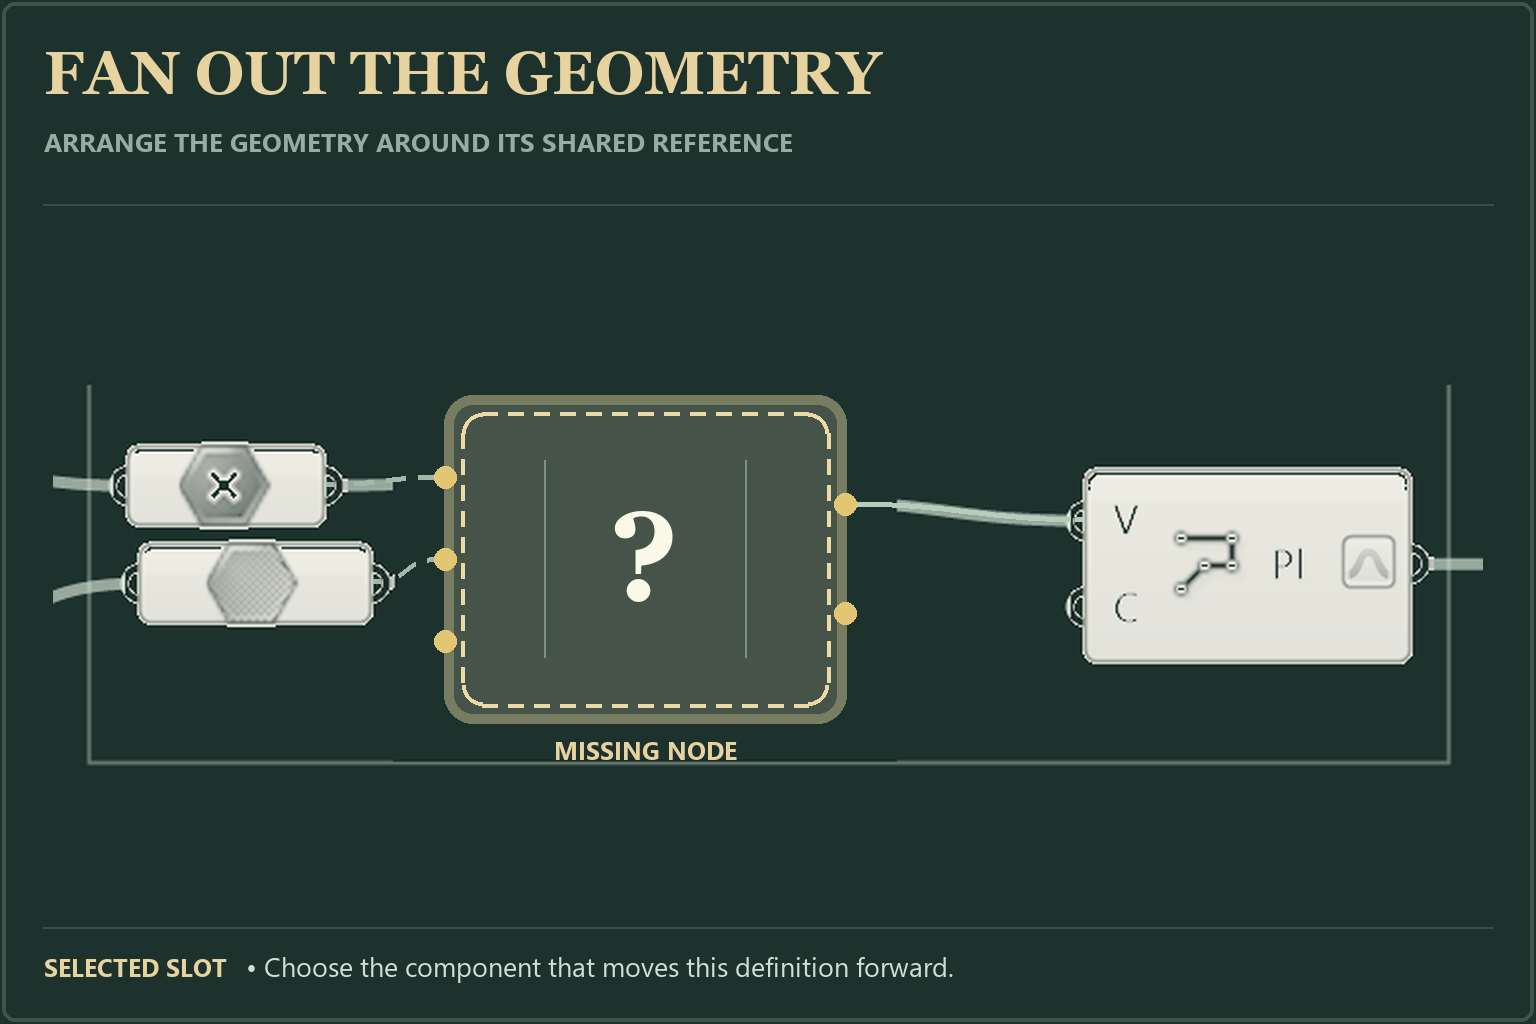 FAN OUT THE GEOMETRY
ARRANGE THE GEOMETRY AROUND ITS SHARED REFERENCE
?
V
PI
C
MISSING NODE
SELECTED SLOT • Choose the component that moves this definition forward.